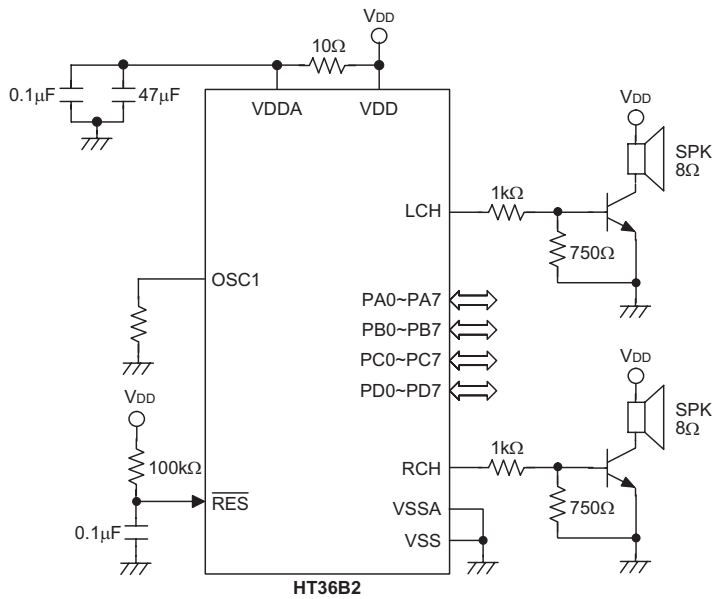 VDD
10Ω
0.1μF
47μF
VDDA
VDD
VDD
SPK
8Ω
1kΩ
LCH
750Ω
OSC1
PA0~PA7
PB0~PB7
PC0~PC7
PD0~PD7
VDD
VDD
SPK
8Ω
1kΩ
100kΩ
RCH
RES
750Ω
VSSA
0.1μF
VSS
HT36B2